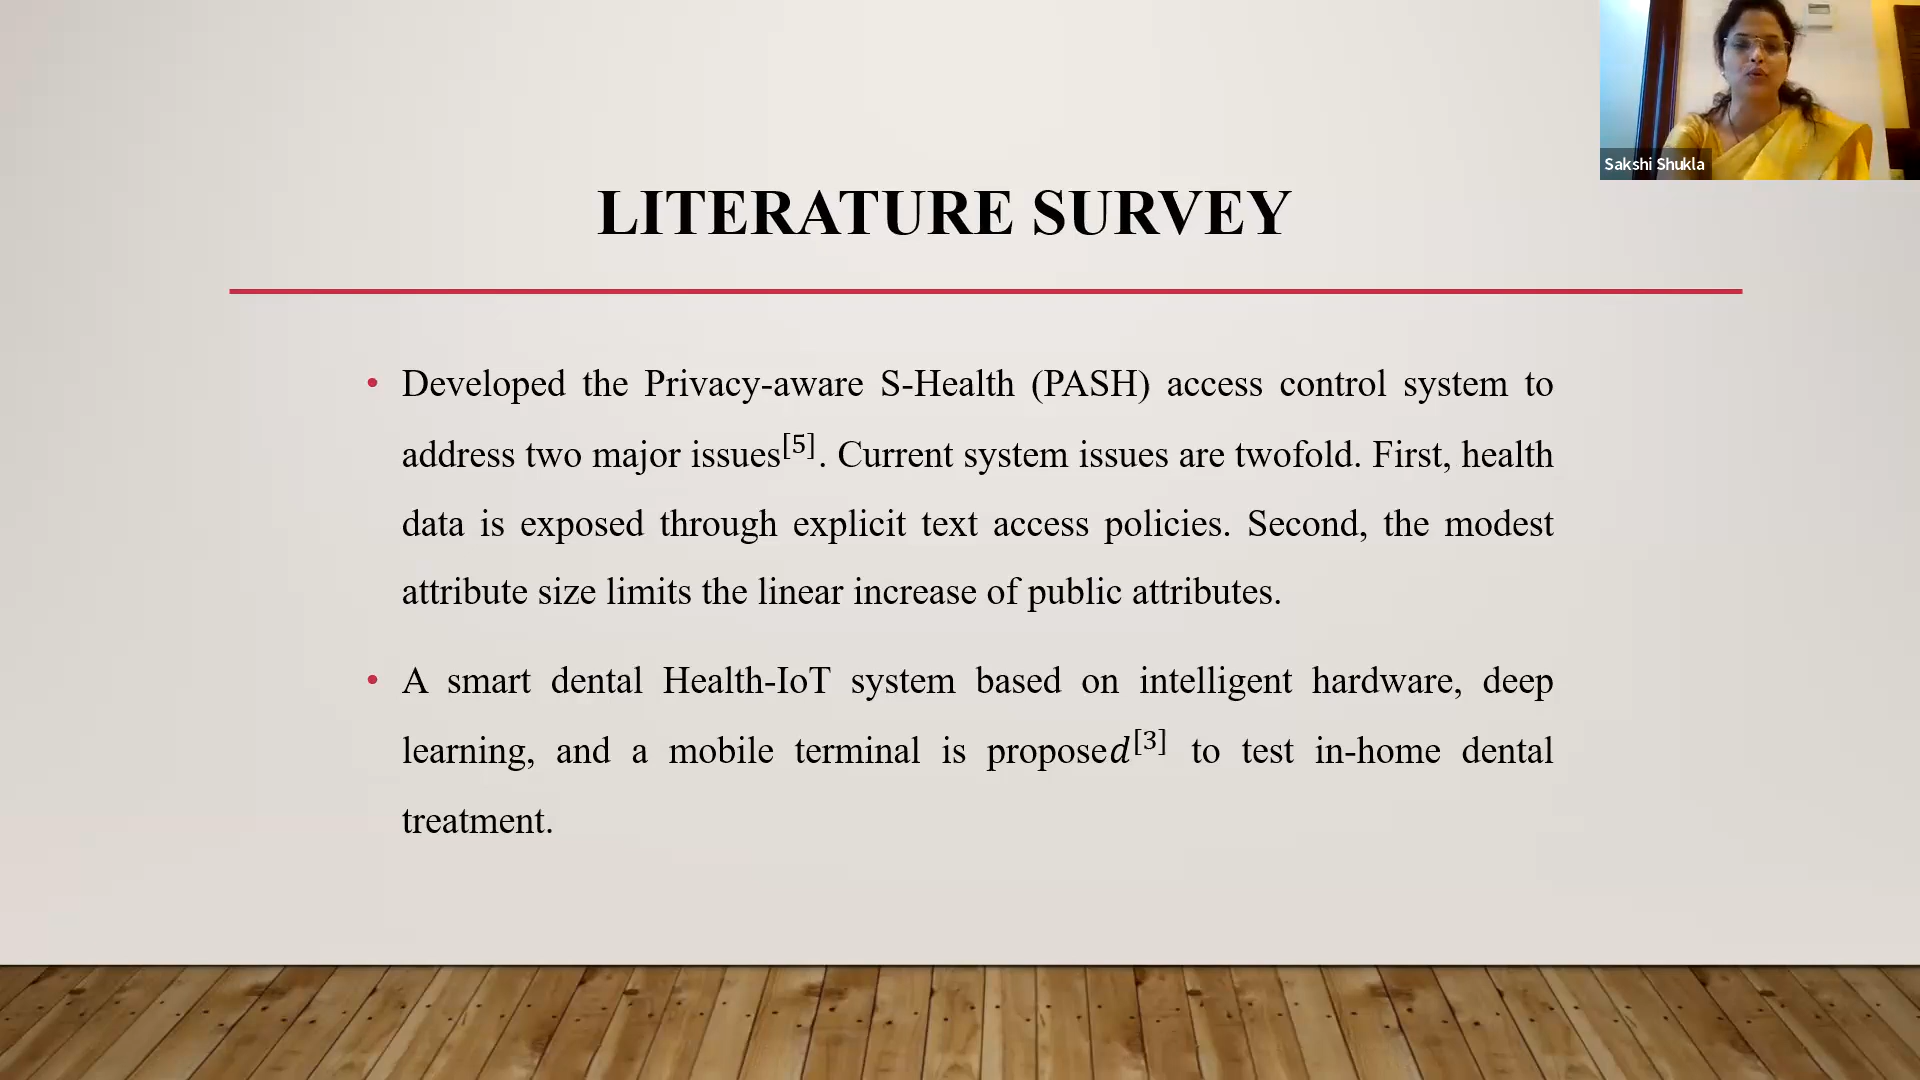 Sakshi Shukla
LITERATURE SURVEY
• Developed the Privacy-aware S-Health (PASH) access control system to
address two major issues[5]. Current system issues are twofold. First, health
data is exposed through explicit text access policies. Second, the modest
attribute size limits the linear increase of public attributes.
• A smart dental Health-IoT system based on intelligent hardware, deep
learning, and a mobile terminal is proposed[3] to test in-home dental
treatment.